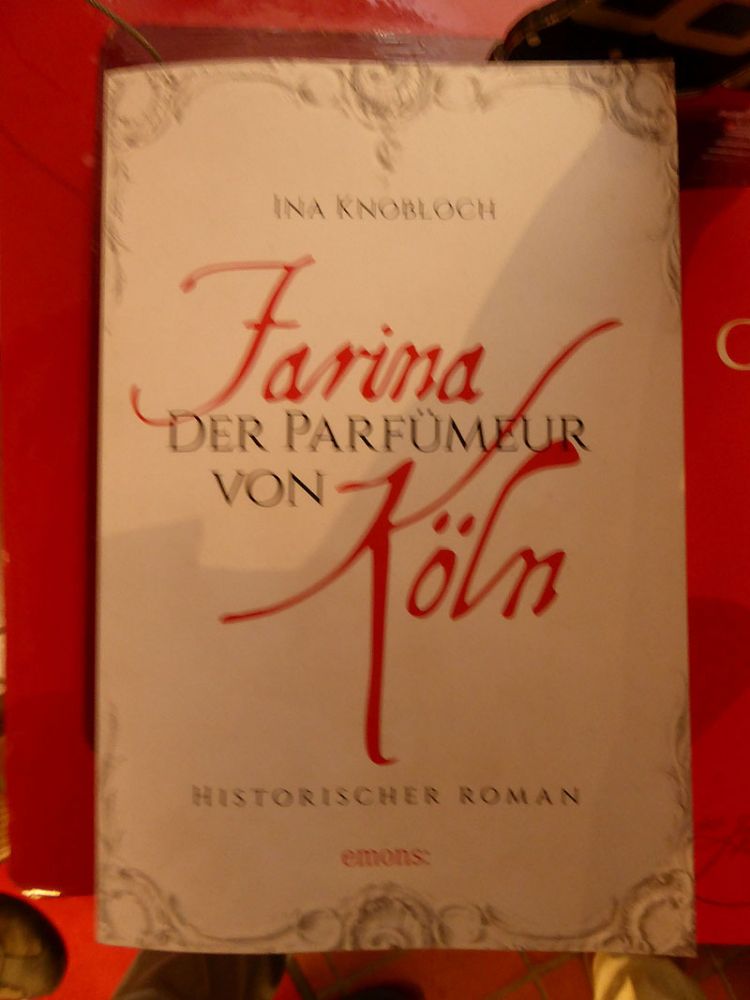 INA KNOBLOCH
Farina
DER PARFÜMEUR
VON Köln
HISTORISCHER ROMAN
emons: